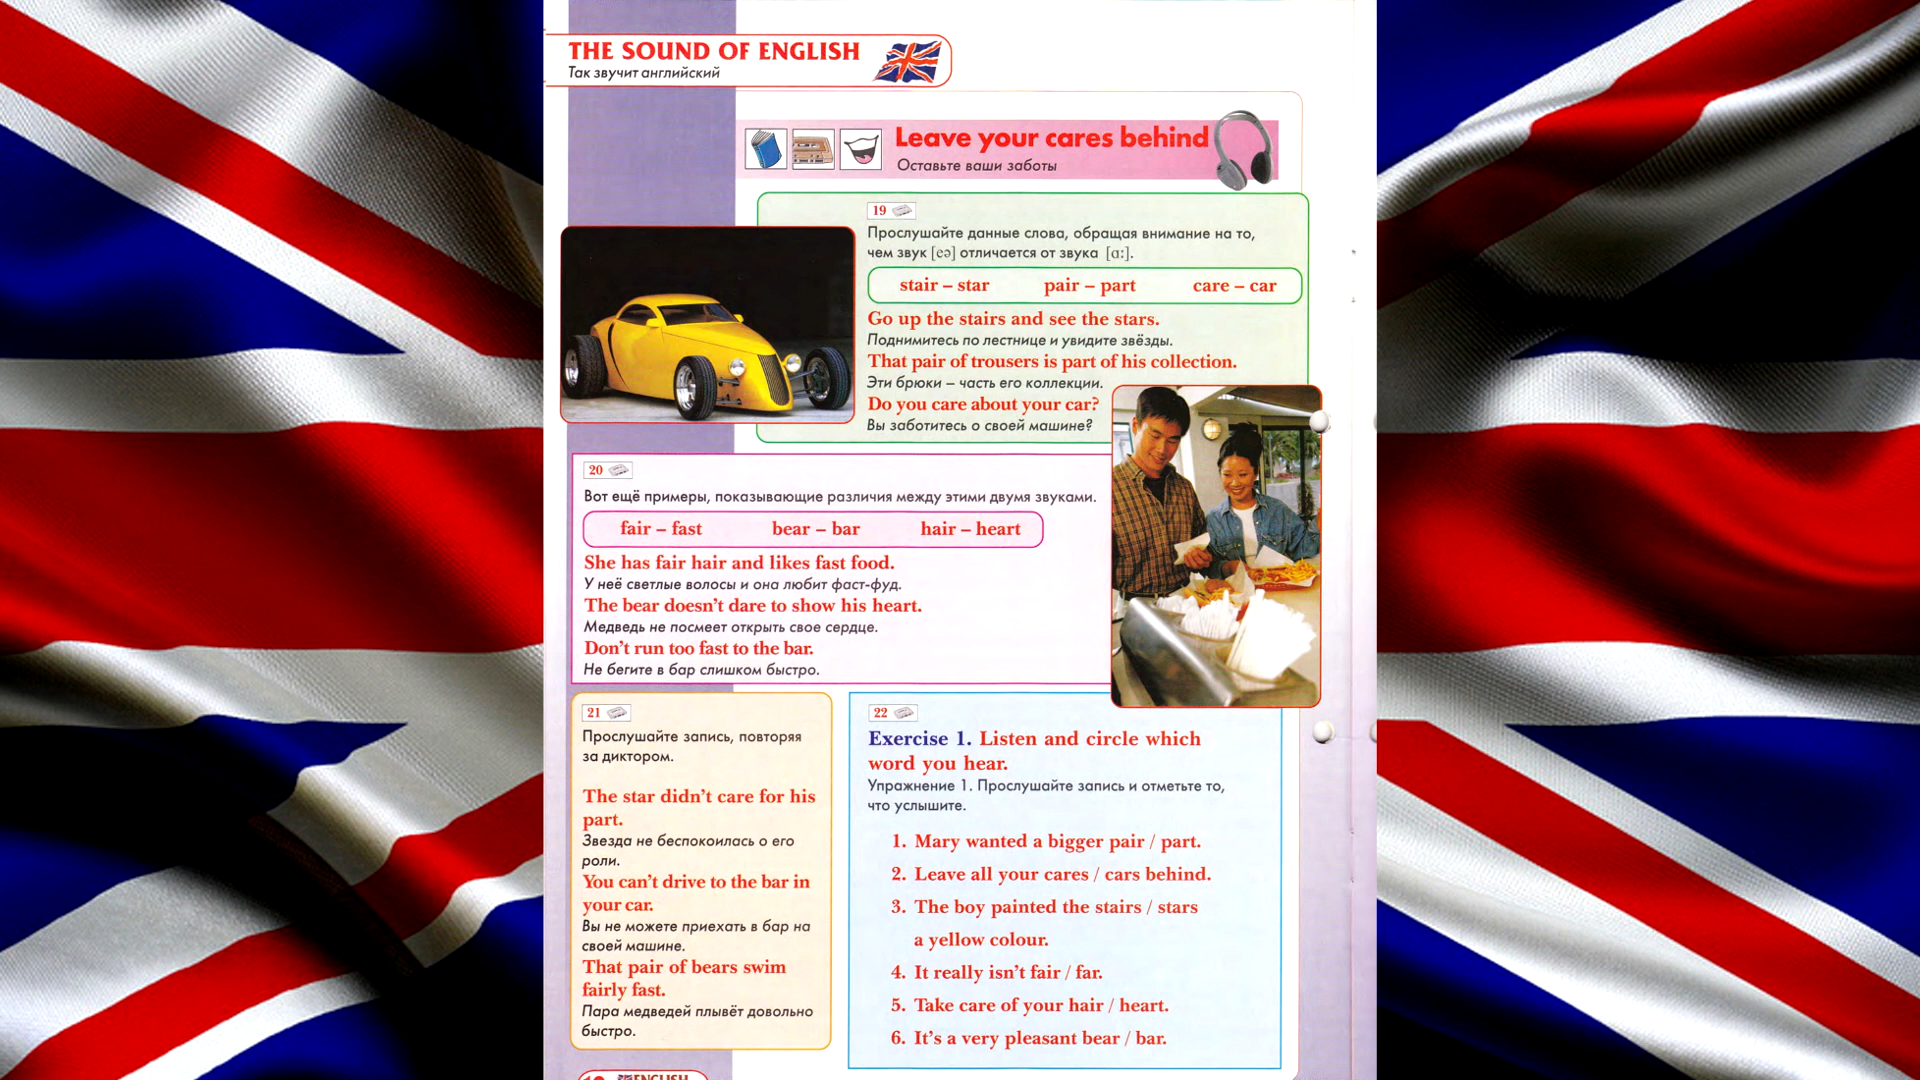 THE SOUND OF ENGLISH
Так звучит английский
Leave your cares behind
Оставьте ваши заботы
19
Прослушайте данные слова, обращая внимание на то,
чем звук [eə] отличается от звука [ɑ:].
stair – star pair – part care – car
Go up the stairs and see the stars.
Поднимитесь по лестнице и увидите звёзды.
That pair of trousers is part of his collection.
Эти брюки – часть его коллекции.
Do you care about your car?
Вы заботитесь о своей машине?
20
Вот ещё примеры, показывающие различия между этими двумя звуками.
fair – fast bear – bar hair – heart
She has fair hair and likes fast food.
У неё светлые волосы и она любит фаст-фуд.
The bear doesn't dare to show his heart.
Медведь не посмеет открыть свое сердце.
Don't run too fast to the bar.
Не бегите в бар слишком быстро.
21
Прослушайте запись, повторяя
за диктором.
The star didn't care for his
part.
Звезда не беспокоилась о его
роли.
You can't drive to the bar in
your car.
Вы не можете приехать в бар на
своей машине.
That pair of bears swim
fairly fast.
Пара медведей плывёт довольно
быстро.
22
Exercise 1. Listen and circle which
word you hear.
Упражнение 1. Прослушайте запись и отметьте то,
что услышите.
1. Mary wanted a bigger pair / part.
2. Leave all your cares / cars behind.
3. The boy painted the stairs / stars
a yellow colour.
4. It really isn't fair / far.
5. Take care of your hair / heart.
6. It's a very pleasant bear / bar.
ENGLISH